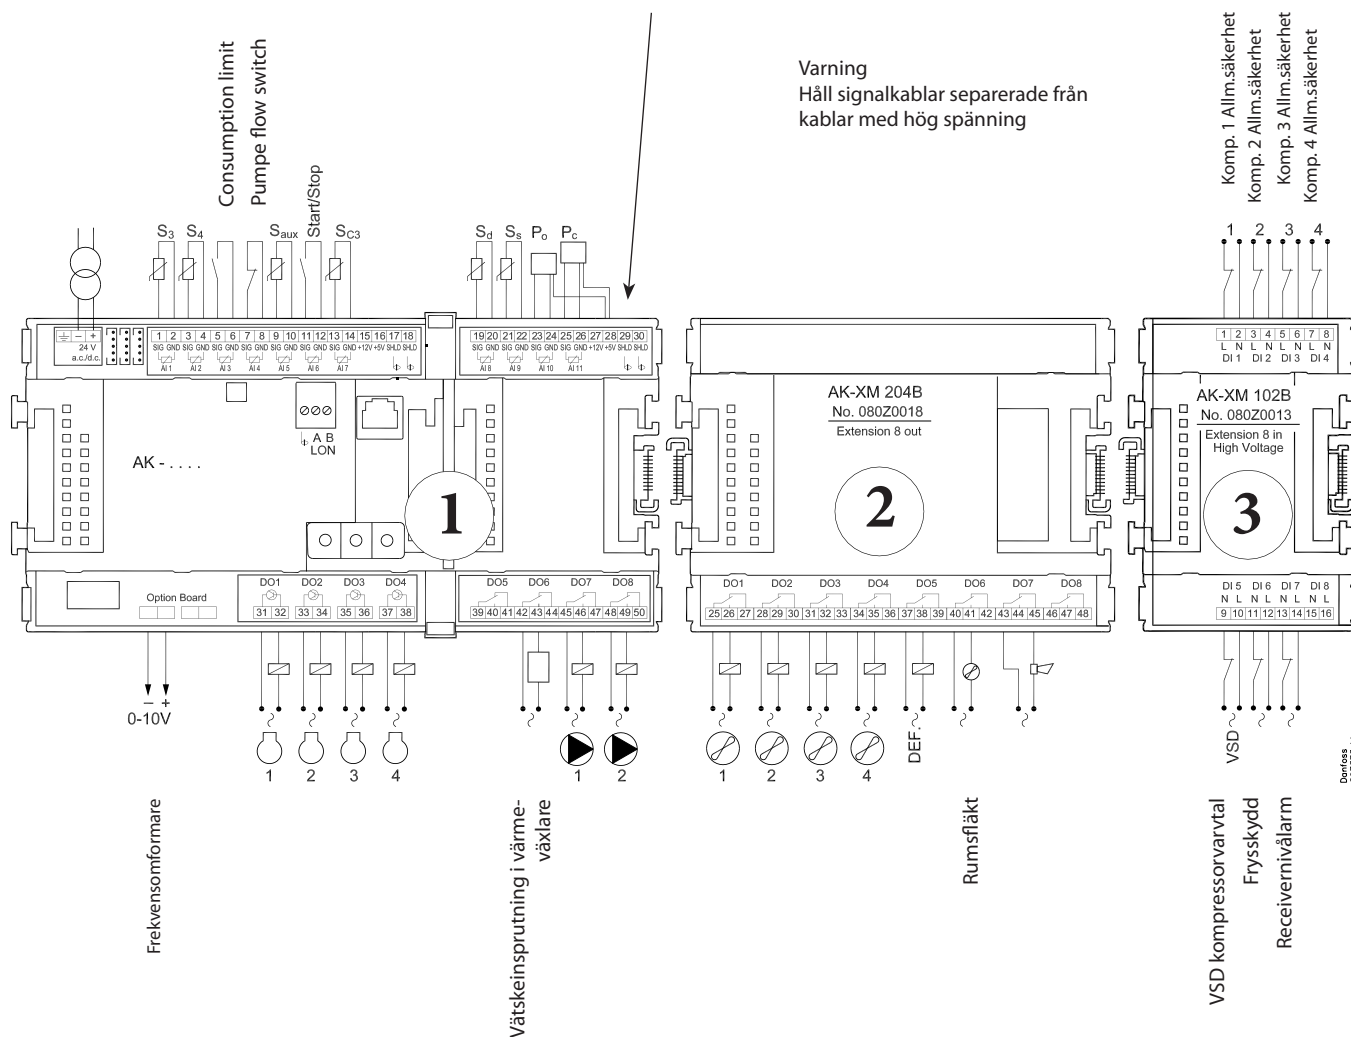 Consumption limit
Pumpe flow switch
Start/Stop
Varning
Håll signalkablar separerade från
kablar med hög spänning
Komp. 1 Allm.säkerhet
Komp. 2 Allm.säkerhet
Komp. 3 Allm.säkerhet
Komp. 4 Allm.säkerhet
S3 S4 Saux SC3 Sd Ss Po Pc
1 2 3 4
– +
24 V
a.c./d.c.
1 2 3 4 5 6 7 8 9 10 11 12 13 14 15 16 17 18
SIG GND SIG GND SIG GND SIG GND SIG GND SIG GND SIG GND +12V +5V SHLD SHLD
AI 1 AI 2 AI 3 AI 4 AI 5 AI 6 AI 7
19 20 21 22 23 24 25 26 27 28 29 30
SIG GND SIG GND SIG GND SIG GND +12V +5V SHLD SHLD
AI 8 AI 9 AI 10 AI 11
1 2 3 4 5 6 7 8
L N L N L N L N
DI 1 DI 2 DI 3 DI 4
A B
LON
AK - . . . .
1
AK-XM 204B
No. 080Z0018
Extension 8 out
2
AK-XM 102B
No. 080Z0013
Extension 8 in
High Voltage
3
Option Board
DO1 DO2 DO3 DO4
31 32 33 34 35 36 37 38
DO5 DO6 DO7 DO8
39 40 41 42 43 44 45 46 47 48 49 50
DO1 DO2 DO3 DO4 DO5 DO6 DO7 DO8
25 26 27 28 29 30 31 32 33 34 35 36 37 38 39 40 41 42 43 44 45 46 47 48
DI 5 DI 6 DI 7 DI 8
N L N L N L N L
9 10 11 12 13 14 15 16
– +
0-10V
1 2 3 4
1 2
1 2 3 4
DEF.
VSD
Danfoss
Frekvensomformare
Vätskeinsprutning i värme-
växlare
Rumsfläkt
VSD kompressorvarvtal
Frysskydd
Receivernivålarm